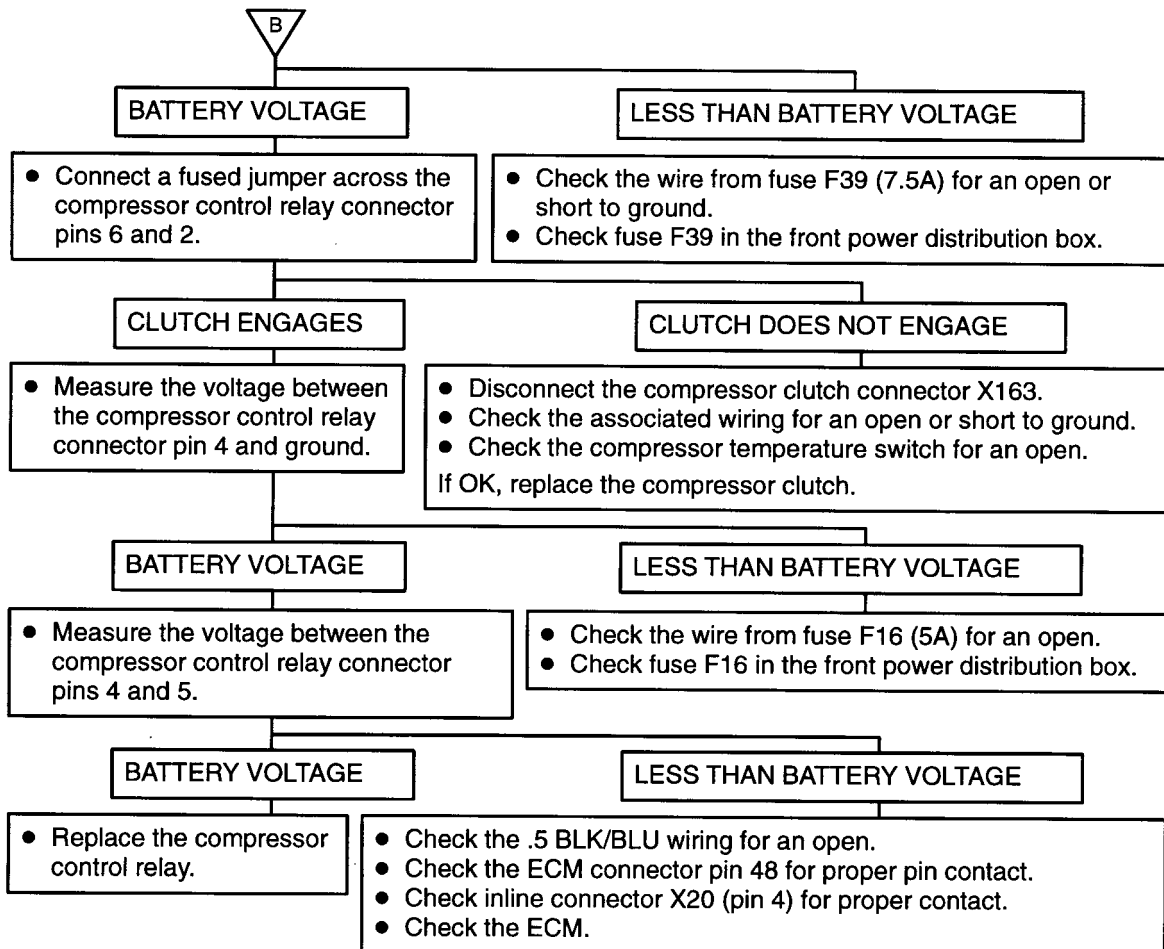 B
BATTERY VOLTAGE
LESS THAN BATTERY VOLTAGE
● Connect a fused jumper across the
compressor control relay connector
pins 6 and 2.
● Check the wire from fuse F39 (7.5A) for an open or
short to ground.
● Check fuse F39 in the front power distribution box.
CLUTCH ENGAGES
CLUTCH DOES NOT ENGAGE
● Measure the voltage between
the compressor control relay
connector pin 4 and ground.
● Disconnect the compressor clutch connector X163.
● Check the associated wiring for an open or short to ground.
● Check the compressor temperature switch for an open.
If OK, replace the compressor clutch.
BATTERY VOLTAGE
LESS THAN BATTERY VOLTAGE
● Measure the voltage between the
compressor control relay connector
pins 4 and 5.
● Check the wire from fuse F16 (5A) for an open.
● Check fuse F16 in the front power distribution box.
BATTERY VOLTAGE
LESS THAN BATTERY VOLTAGE
● Replace the compressor
control relay.
● Check the .5 BLK/BLU wiring for an open.
● Check the ECM connector pin 48 for proper pin contact.
● Check inline connector X20 (pin 4) for proper contact.
● Check the ECM.